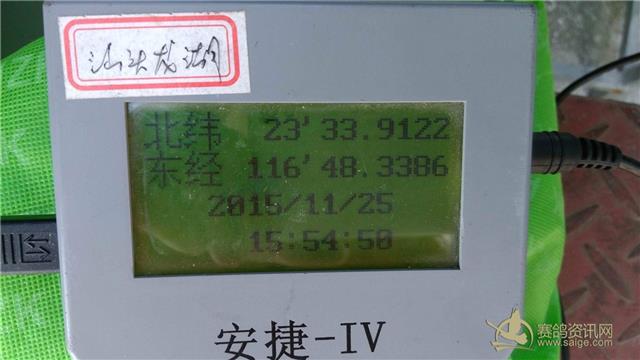 汕头龙湖
北纬 23'33.9122
东经 116'48.3386
2015/11/25
15:54:50
安捷-IV
赛鸽资讯网
www.saige.com